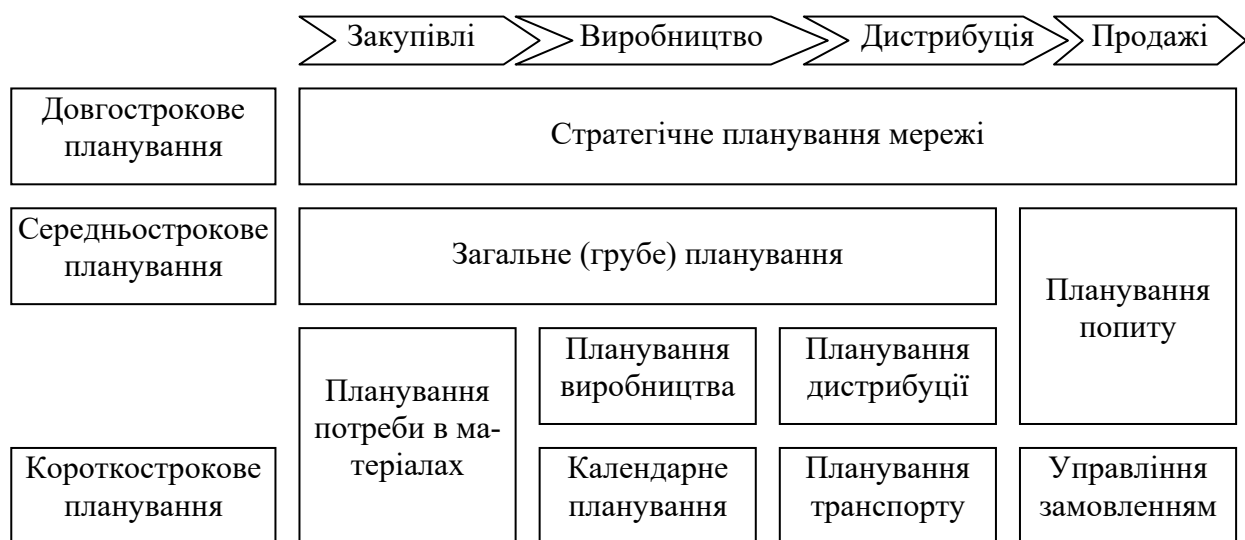 Закупівлі
Виробництво
Дистрибуція
Продажі
Довгострокове
планування
Стратегічне планування мережі
Середньострокове
планування
Загальне (грубе) планування
Планування
попиту
Планування
потреби в ма-
теріалах
Планування
виробництва
Планування
дистрибуції
Короткострокове
планування
Календарне
планування
Планування
транспорту
Управління
замовленням